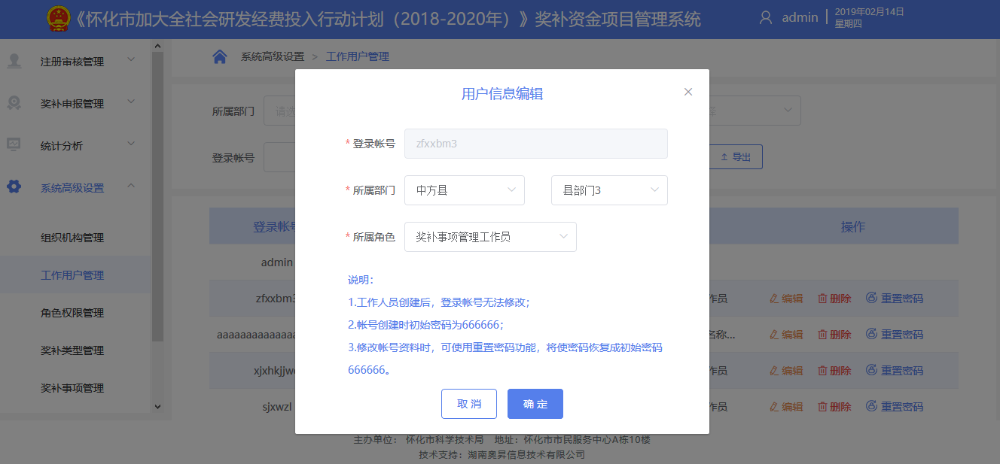 《怀化市加大全社会研发经费投入行动计划（2018-2020年）》奖补资金项目管理系统
admin
2019年02月14日
星期四
注册审核管理
奖补申报管理
统计分析
系统高级设置
组织机构管理
工作用户管理
角色权限管理
奖补类型管理
奖补事项管理
系统高级设置 > 工作用户管理
所属部门
请选
登录帐号
导出
登录帐号
操作
admin
zfxxbm3
作员
编辑 删除 重置密码
aaaaaaaaaaaaaa
名称...
编辑 删除 重置密码
xjxhkjjw
作员
编辑 删除 重置密码
sjxwzl
作员
编辑 删除 重置密码
用户信息编辑
* 登录帐号 zfxxbm3
* 所属部门 中方县 县部门3
* 所属角色 奖补事项管理工作员
说明：
1.工作人员创建后，登录帐号无法修改；
2.帐号创建时初始密码为666666；
3.修改帐号资料时，可使用重置密码功能，将使密码恢复成初始密码
666666。
取 消 确 定
主办单位： 怀化市科学技术局 地址：怀化市市民服务中心A栋10楼
技术支持：湖南奥昇信息技术有限公司